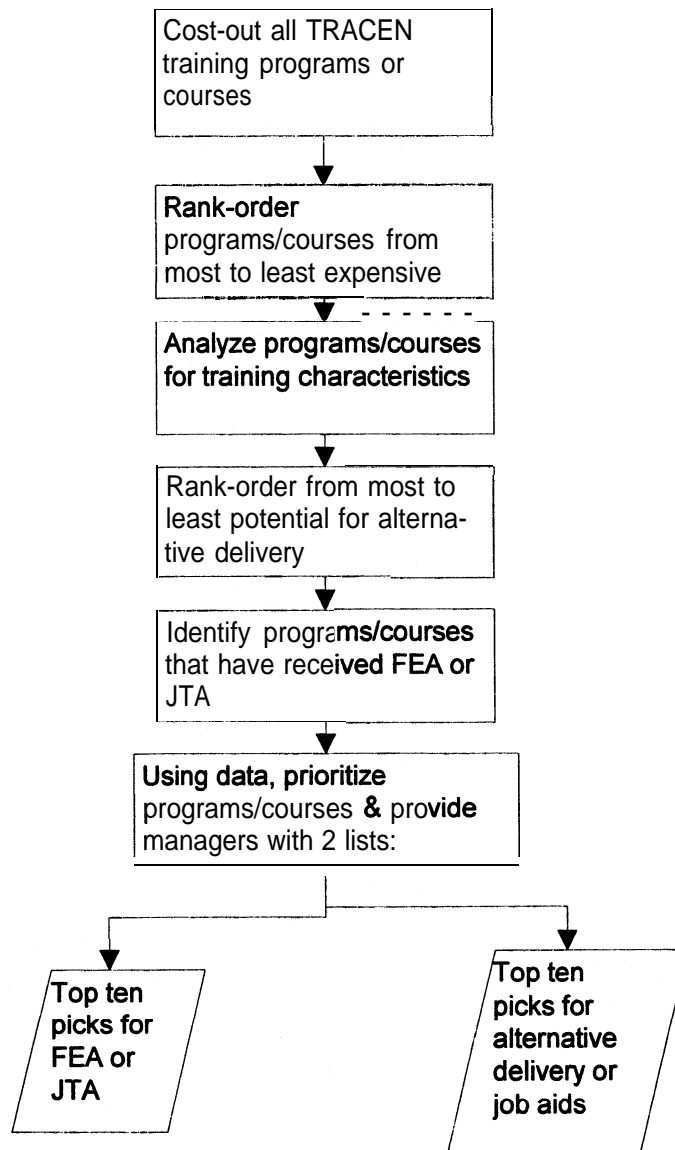 Cost-out all TRACEN
training programs or
courses
Rank-order
programs/courses from
most to least expensive
Analyze programs/courses
for training characteristics
Rank-order from most to
least potential for alterna-
tive delivery
Identify programs/courses
that have received FEA or
JTA
Using data, prioritize
programs/courses & provide
managers with 2 lists:
Top ten
picks for
FEA or
JTA
Top ten
picks for
alternative
delivery or
job aids